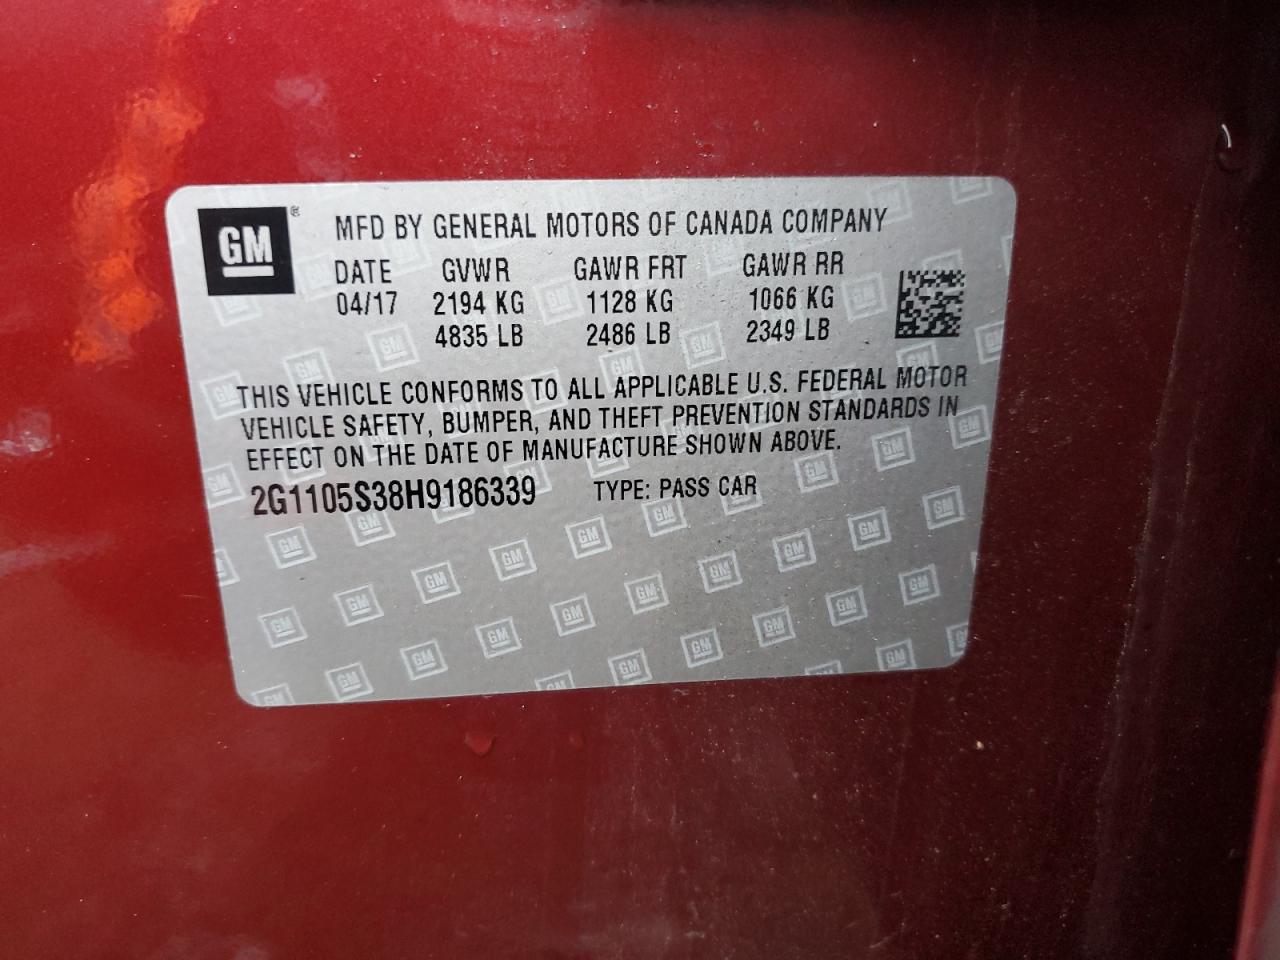 GM ®
MFD BY GENERAL MOTORS OF CANADA COMPANY
DATE GVWR GAWR FRT GAWR RR
04/17 2194 KG 1128 KG 1066 KG
4835 LB 2486 LB 2349 LB
THIS VEHICLE CONFORMS TO ALL APPLICABLE U.S. FEDERAL MOTOR
VEHICLE SAFETY, BUMPER, AND THEFT PREVENTION STANDARDS IN
EFFECT ON THE DATE OF MANUFACTURE SHOWN ABOVE.
2G1105S38H9186339 TYPE: PASS CAR